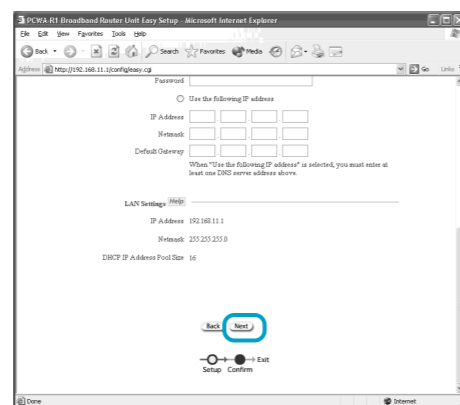 PCWA-R1 Broadband Router Unit Easy Setup - Microsoft Internet Explorer
File Edit View Favorites Tools Help
Back Search Favorites Media
Address http://192.168.11.1/config/easy.cgi Go Links
Password
Use the following IP address
IP Address
Netmask
Default Gateway
When "Use the following IP address" is selected, you must enter at
least one DNS server address above.
LAN Settings Help
IP Address 192.168.11.1
Netmask 255.255.255.0
DHCP IP Address Pool Size 16
Back Next
Exit
Setup Confirm
Done Internet